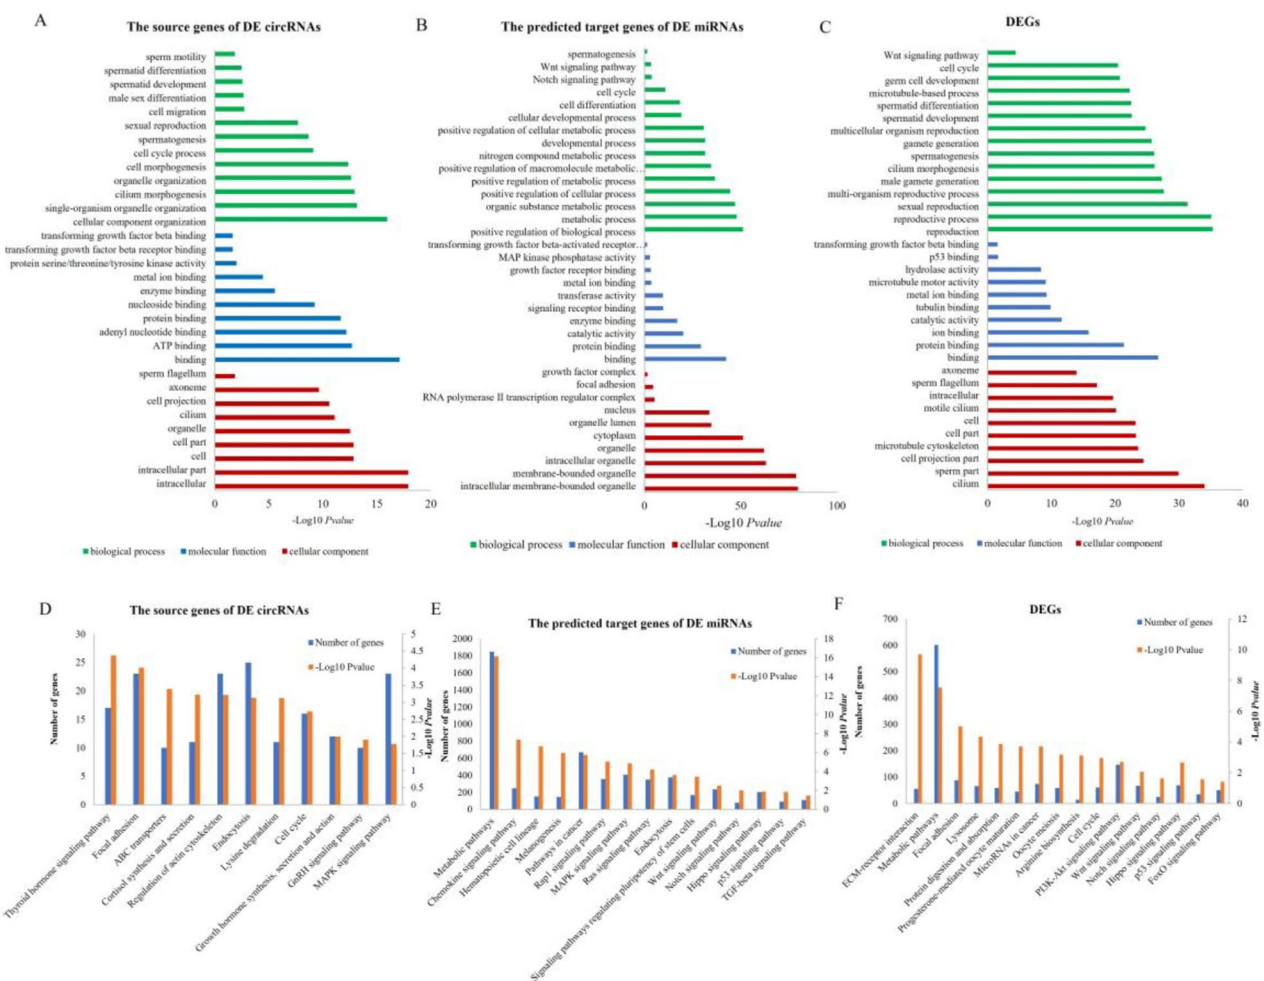 A
The source genes of DE circRNAs
sperm motility
spermatid differentiation
spermatid development
male sex differentiation
cell migration
sexual reproduction
spermatogenesis
cell cycle process
cell morphogenesis
organelle organization
cilium morphogenesis
single-organism organelle organization
cellular component organization
transforming growth factor beta binding
transforming growth factor beta receptor binding
protein serine/threonine/tyrosine kinase activity
metal ion binding
enzyme binding
nucleoside binding
protein binding
adenyl nucleotide binding
ATP binding
binding
sperm flagellum
axoneme
cell projection
cilium
organelle
cell part
cell
intracellular part
intracellular
0 5 10 15 20
-Log10 Pvalue
biological process molecular function cellular component
B
The predicted target genes of DE miRNAs
spermatogenesis
Wnt signaling pathway
Notch signaling pathway
cell cycle
cell differentiation
cellular developmental process
positive regulation of cellular metabolic process
developmental process
nitrogen compound metabolic process
positive regulation of macromolecule metabolic…
positive regulation of metabolic process
positive regulation of cellular process
organic substance metabolic process
metabolic process
positive regulation of biological process
transforming growth factor beta-activated receptor…
MAP kinase phosphatase activity
growth factor receptor binding
metal ion binding
transferase activity
signaling receptor binding
enzyme binding
catalytic activity
protein binding
binding
growth factor complex
focal adhesion
RNA polymerase II transcription regulator complex
nucleus
organelle lumen
cytoplasm
organelle
intracellular organelle
membrane-bounded organelle
intracellular membrane-bounded organelle
0 50 100
-Log10 Pvalue
biological process molecular function cellular component
C
DEGs
Wnt signaling pathway
cell cycle
germ cell development
microtubule-based process
spermatid differentiation
spermatid development
multicellular organism reproduction
gamete generation
spermatogenesis
cilium morphogenesis
male gamete generation
multi-organism reproductive process
sexual reproduction
reproductive process
reproduction
transforming growth factor beta binding
p53 binding
hydrolase activity
microtubule motor activity
metal ion binding
tubulin binding
catalytic activity
ion binding
protein binding
binding
axoneme
sperm flagellum
intracellular
motile cilium
cell
cell part
microtubule cytoskeleton
cell projection part
sperm part
cilium
0 10 20 30 40
-Log10 Pvalue
biological process molecular function cellular component
D
The source genes of DE circRNAs
Number of genes
-Log10 Pvalue
Number of genes
30
25
20
15
10
5
0
5
4.5
4
3.5
3
2.5
2
1.5
1
0.5
0
-Log10 Pvalue
Thyroid hormone signaling pathway
Focal adhesion
ABC transporters
Cortisol synthesis and secretion
Regulation of actin cytoskeleton
Endocytosis
Lysine degradation
Cell cycle
Growth hormone synthesis, secretion and action
GnRH signaling pathway
MAPK signaling pathway
E
The predicted target genes of DE miRNAs
Number of genes
-Log10 Pvalue
Number of genes
2000
1800
1600
1400
1200
1000
800
600
400
200
0
18
16
14
12
10
8
6
4
2
0
-Log10 Pvalue
Metabolic pathways
Chemokine signaling pathway
Hematopoietic cell lineage
Melanogenesis
Pathways in cancer
Rap1 signaling pathway
MAPK signaling pathway
Ras signaling pathway
Endocytosis
Signaling pathways regulating pluripotency of stem cells
Wnt signaling pathway
Notch signaling pathway
Hippo signaling pathway
p53 signaling pathway
TGF-beta signaling pathway
F
DEGs
Number of genes
-Log10 Pvalue
Number of genes
700
600
500
400
300
200
100
0
12
10
8
6
4
2
0
-Log10 Pvalue
ECM-receptor interaction
Metabolic pathways
Focal adhesion
Lysosome
Protein digestion and absorption
Progesterone-mediated oocyte maturation
MicroRNAs in cancer
Oocyte meiosis
Arginine biosynthesis
Cell cycle
PI3K-Akt signaling pathway
Wnt signaling pathway
Notch signaling pathway
Hippo signaling pathway
p53 signaling pathway
FoxO signaling pathway